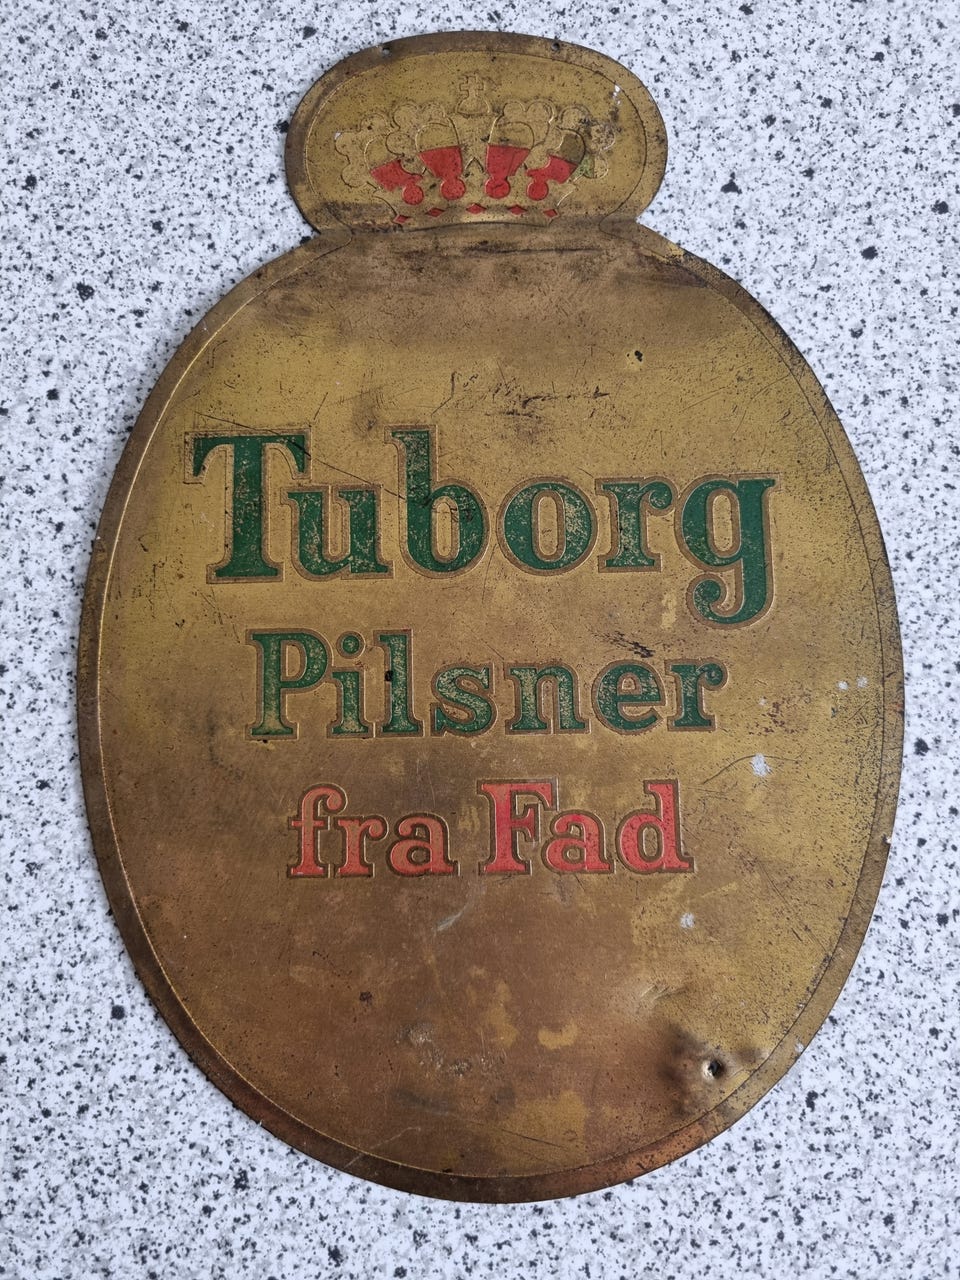 Tuborg
Pilsner
fra Fad